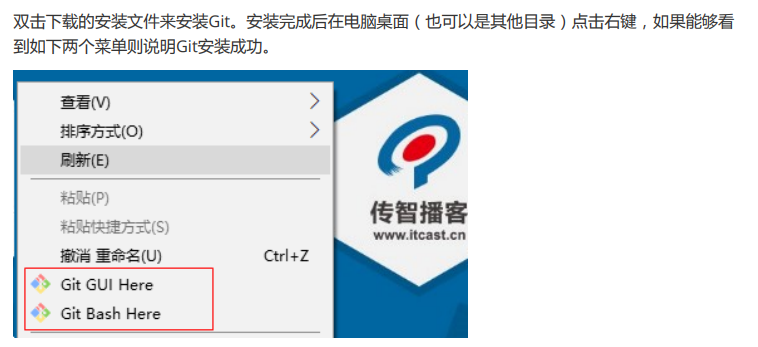 双击下载的安装文件来安装Git。安装完成后在电脑桌面（也可以是其他目录）点击右键，如果能够看
到如下两个菜单则说明Git安装成功。
查看(V)
排序方式(O)
刷新(E)
粘贴(P)
粘贴快捷方式(S)
撤消 重命名(U) Ctrl+Z
Git GUI Here
Git Bash Here
传智播客
www.itcast.cn